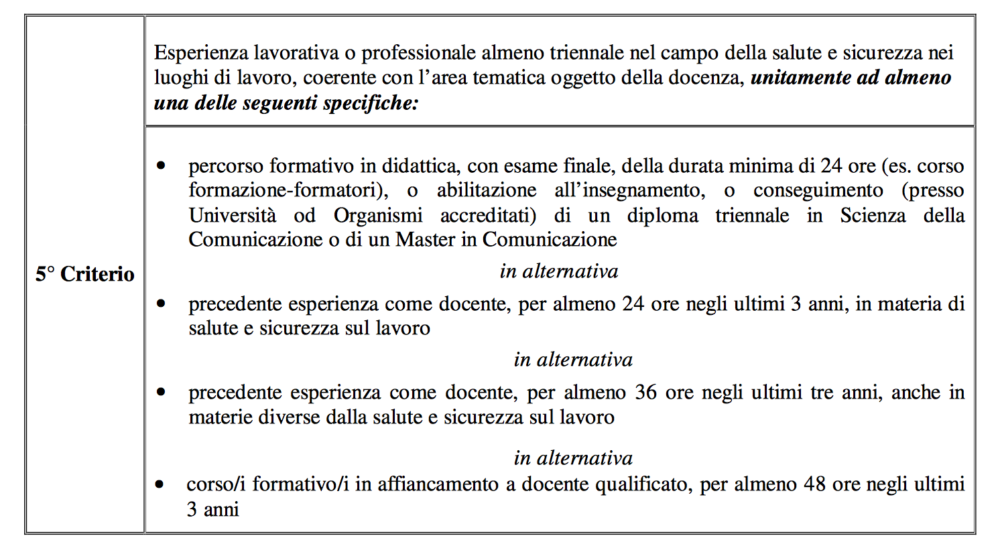 Esperienza lavorativa o professionale almeno triennale nel campo della salute e sicurezza nei
luoghi di lavoro, coerente con l’area tematica oggetto della docenza, unitamente ad almeno
una delle seguenti specifiche:
5° Criterio
• percorso formativo in didattica, con esame finale, della durata minima di 24 ore (es. corso
formazione-formatori), o abilitazione all’insegnamento, o conseguimento (presso
Università od Organismi accreditati) di un diploma triennale in Scienza della
Comunicazione o di un Master in Comunicazione
in alternativa
• precedente esperienza come docente, per almeno 24 ore negli ultimi 3 anni, in materia di
salute e sicurezza sul lavoro
in alternativa
• precedente esperienza come docente, per almeno 36 ore negli ultimi tre anni, anche in
materie diverse dalla salute e sicurezza sul lavoro
in alternativa
• corso/i formativo/i in affiancamento a docente qualificato, per almeno 48 ore negli ultimi
3 anni